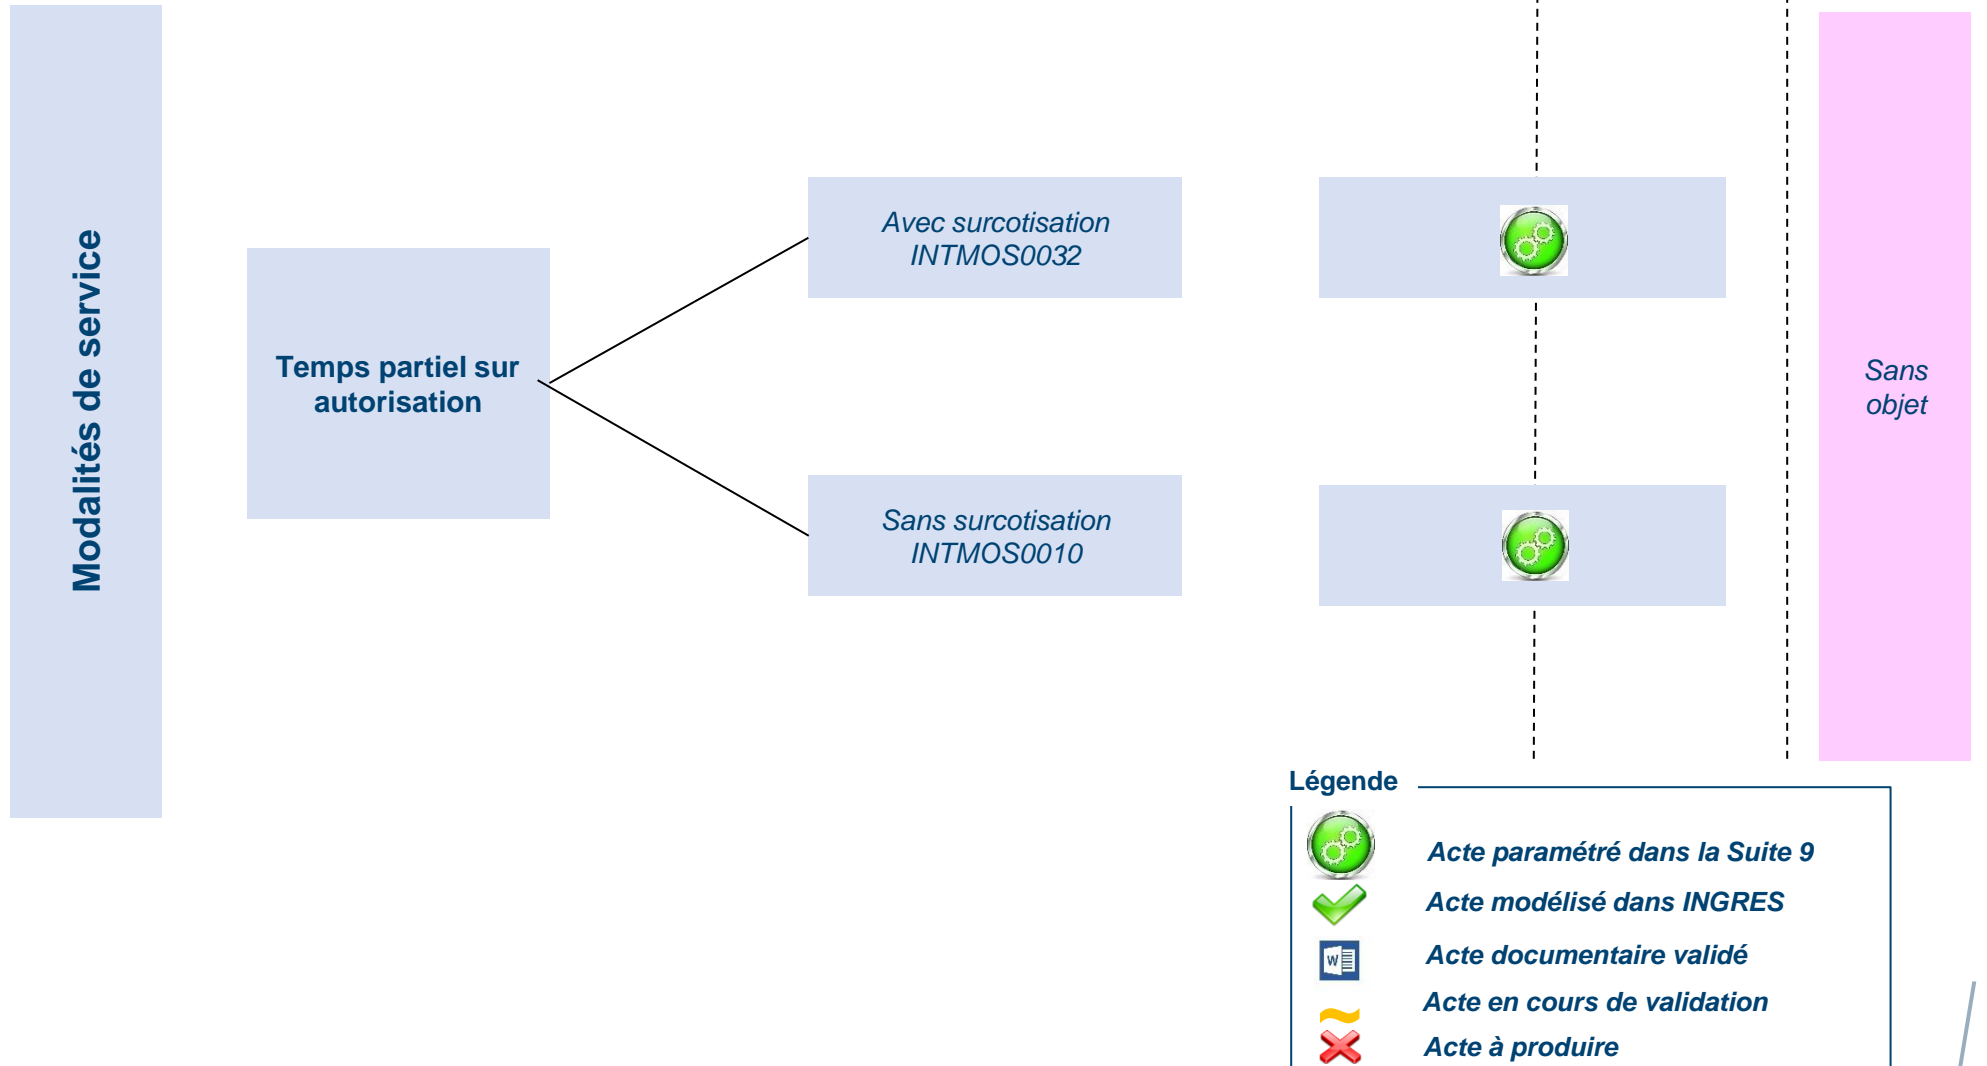 Modalités de service
Temps partiel sur
autorisation
Avec surcotisation
INTMOS0032
Sans surcotisation
INTMOS0010
Sans
objet
Légende
Acte paramétré dans la Suite 9
Acte modélisé dans INGRES
W
Acte documentaire validé
Acte en cours de validation
Acte à produire